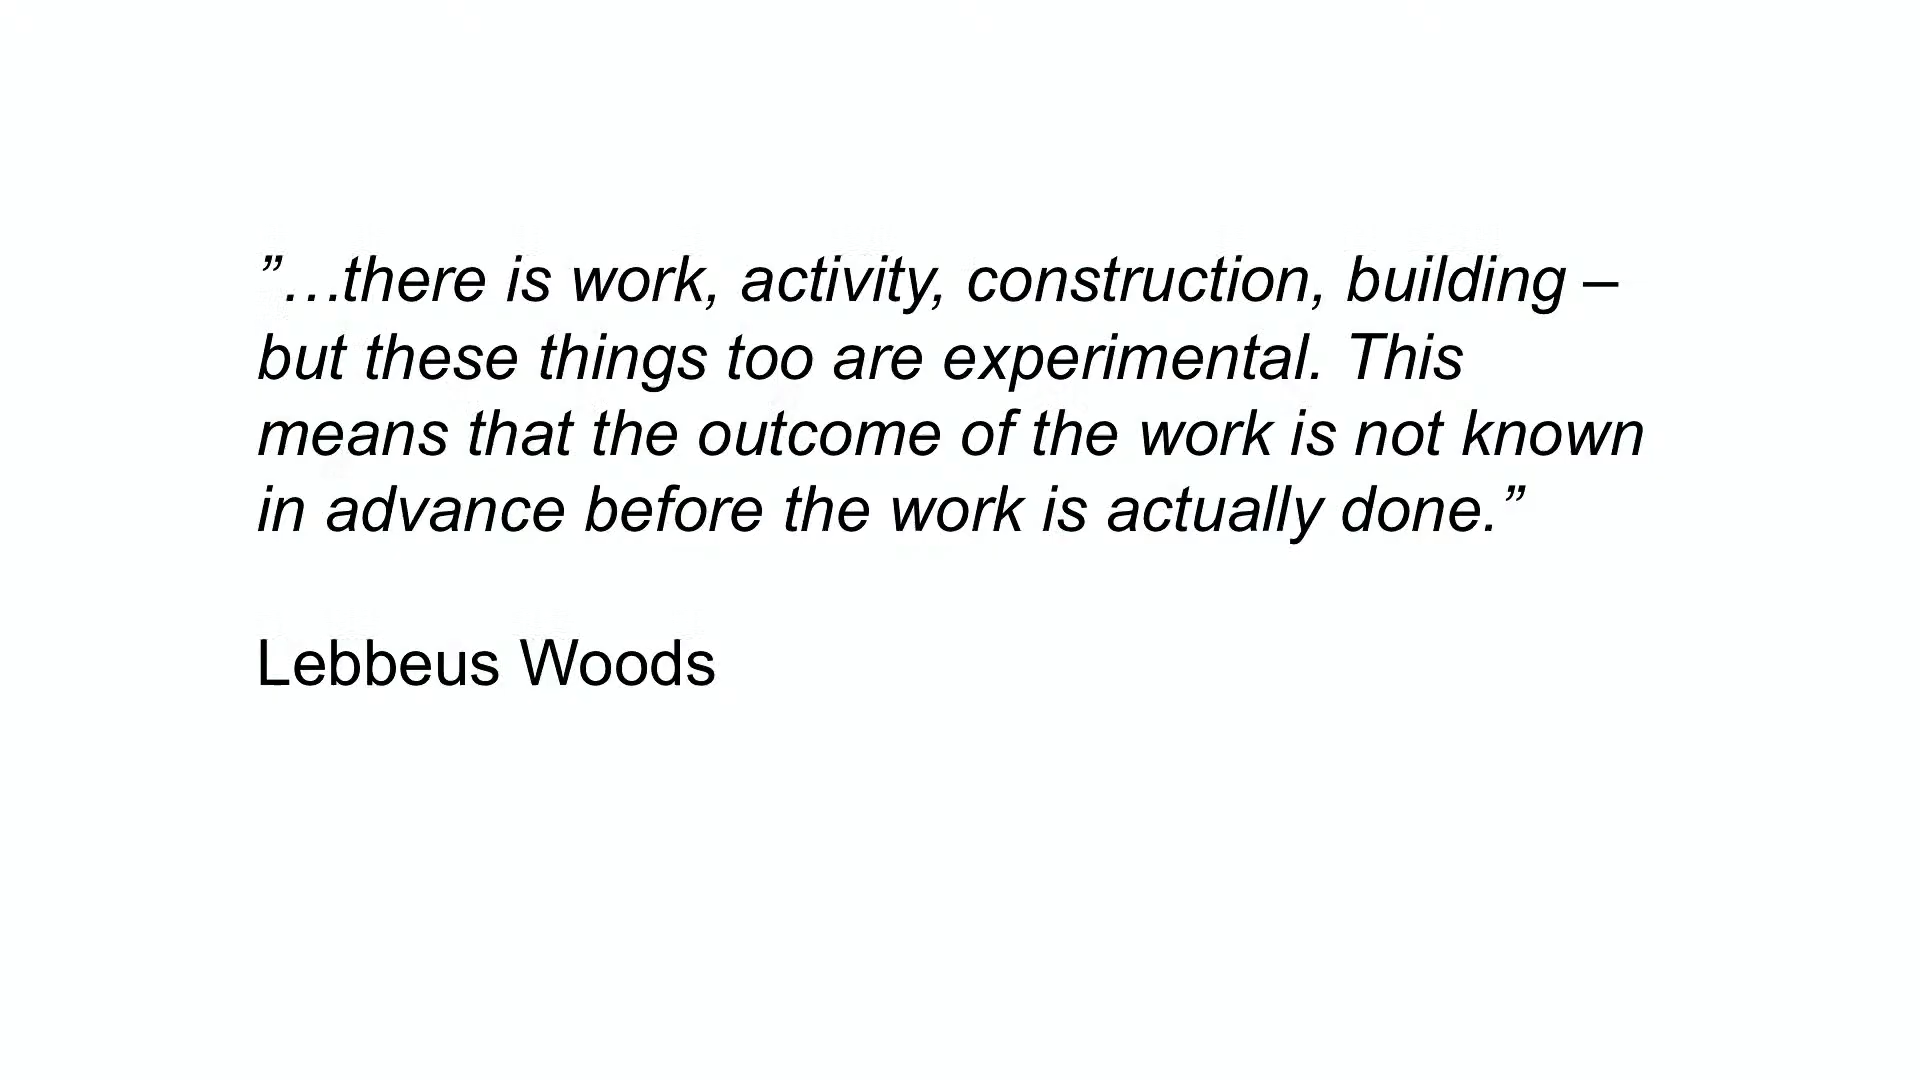 ”…there is work, activity, construction, building –
but these things too are experimental. This
means that the outcome of the work is not known
in advance before the work is actually done.”
Lebbeus Woods